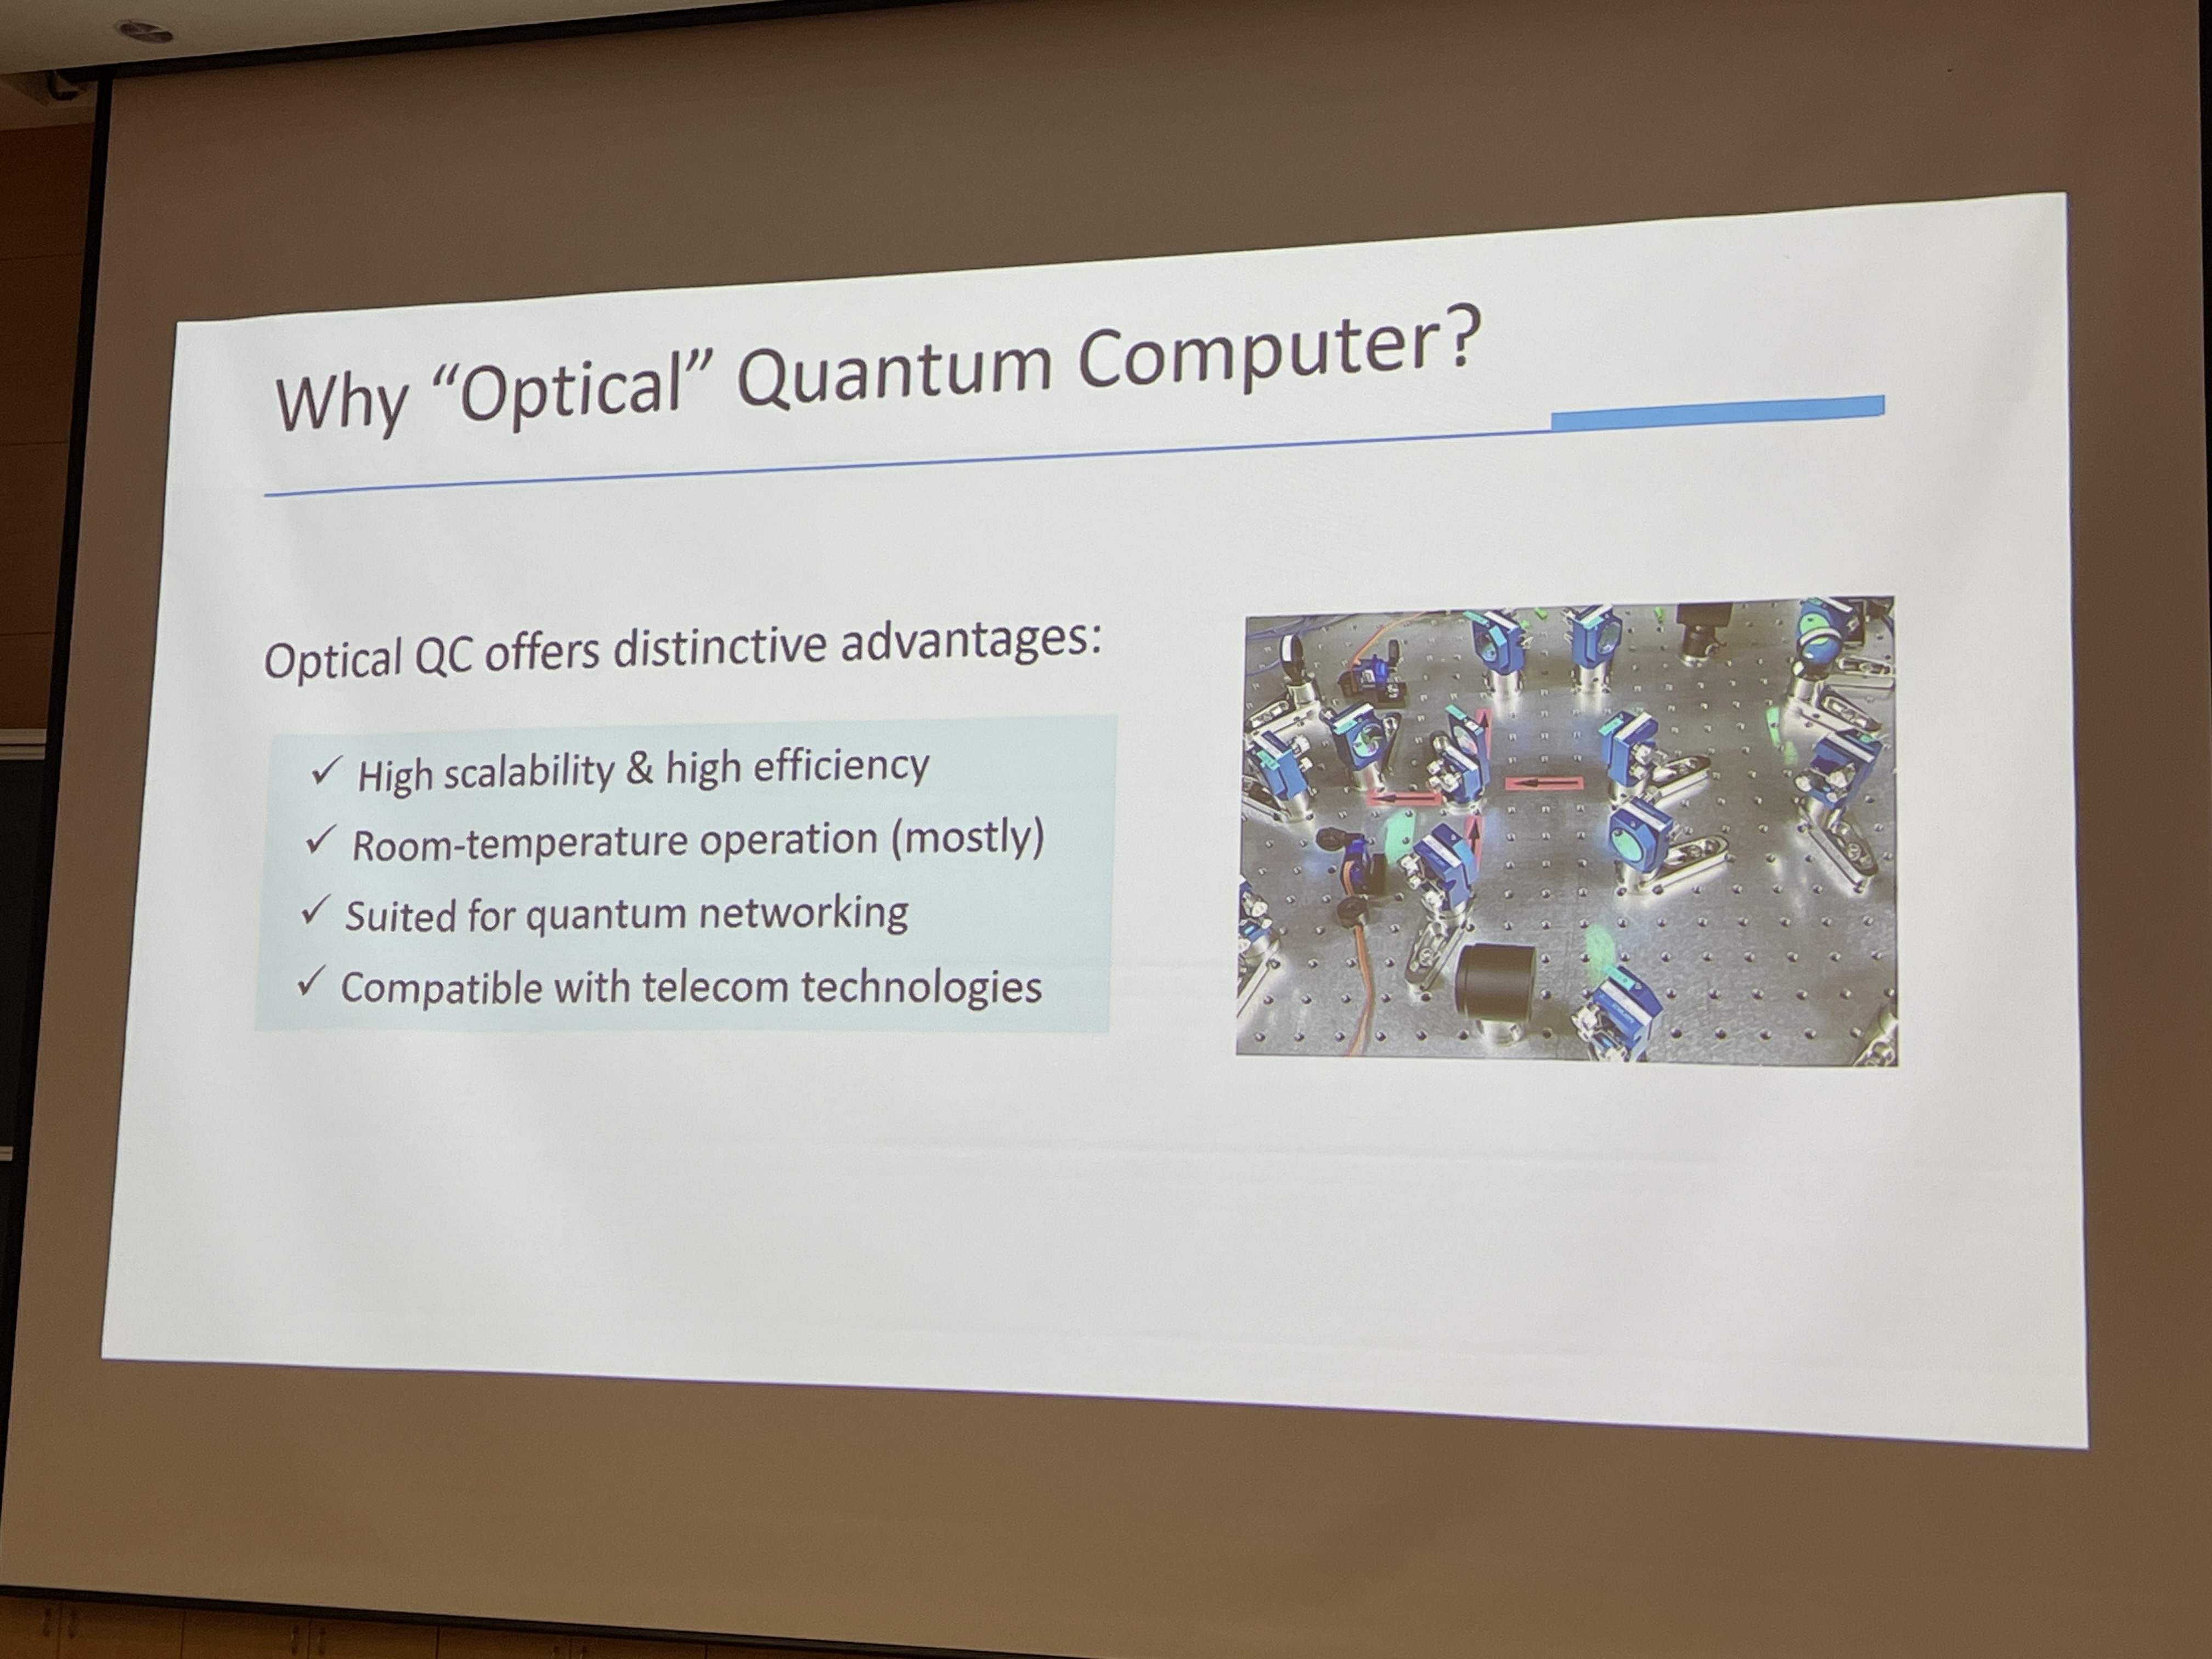 Why “Optical” Quantum Computer?
Optical QC offers distinctive advantages:
✓ High scalability & high efficiency
✓ Room-temperature operation (mostly)
✓ Suited for quantum networking
✓ Compatible with telecom technologies